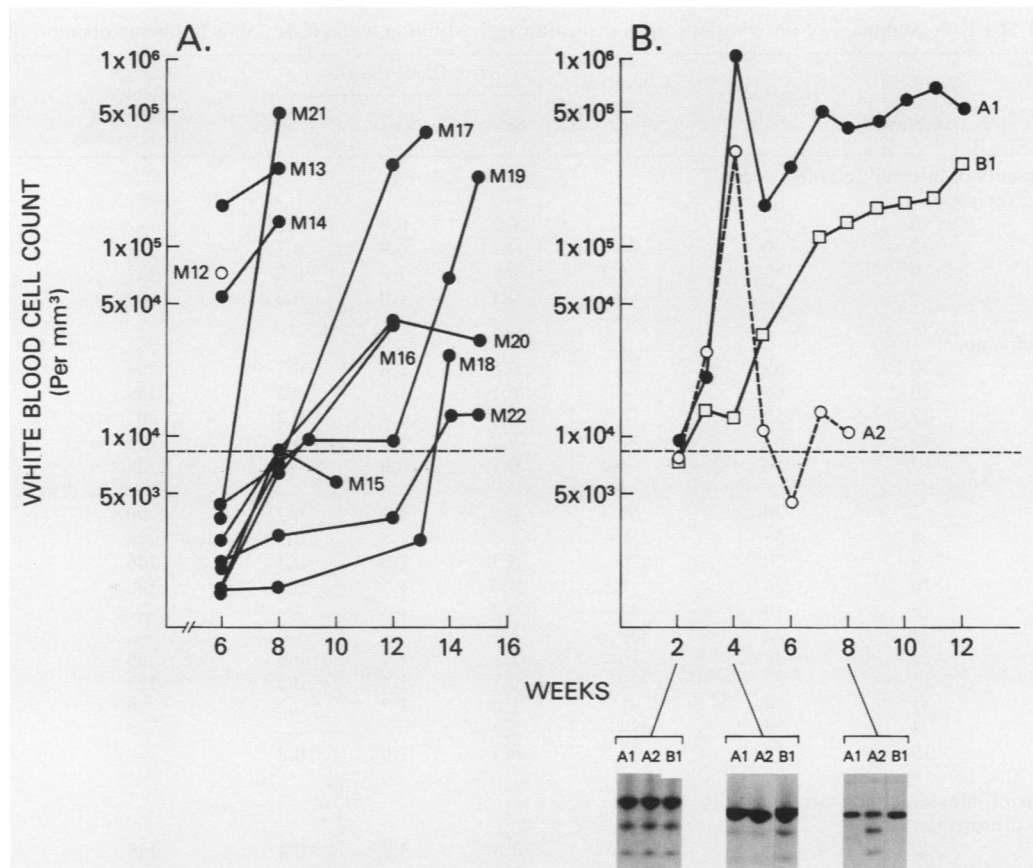 A.
B.
WHITE BLOOD CELL COUNT
(Per mm³)
1x10⁶
5x10⁵
1x10⁵
5x10⁴
1x10⁴
5x10³
M21
M13
M14
M12
M17
M19
M20
M16
M18
M22
M15
6 8 10 12 14 16
1x10⁶
5x10⁵
1x10⁵
5x10⁴
1x10⁴
5x10³
A1
B1
A2
2 4 6 8 10 12
WEEKS
A1 A2 B1
A1 A2 B1
A1 A2 B1